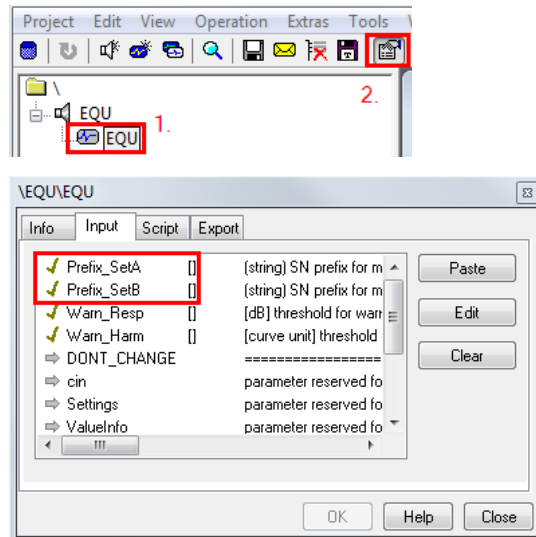 Project Edit View Operation Extras Tools
2.
\
EQU
1.
EQU
\EQU\EQU
Info Input Script Export
Prefix_SetA [] (string) SN prefix for m
Paste
Prefix_SetB [] (string) SN prefix for m
Warn_Resp [] [dB] threshold for warr
Edit
Warn_Harm [] [curve unit] threshold
DONT_CHANGE =================
Clear
cin parameter reserved fo
Settings parameter reserved fo
ValueInfo parameter reserved fo
OK Help Close